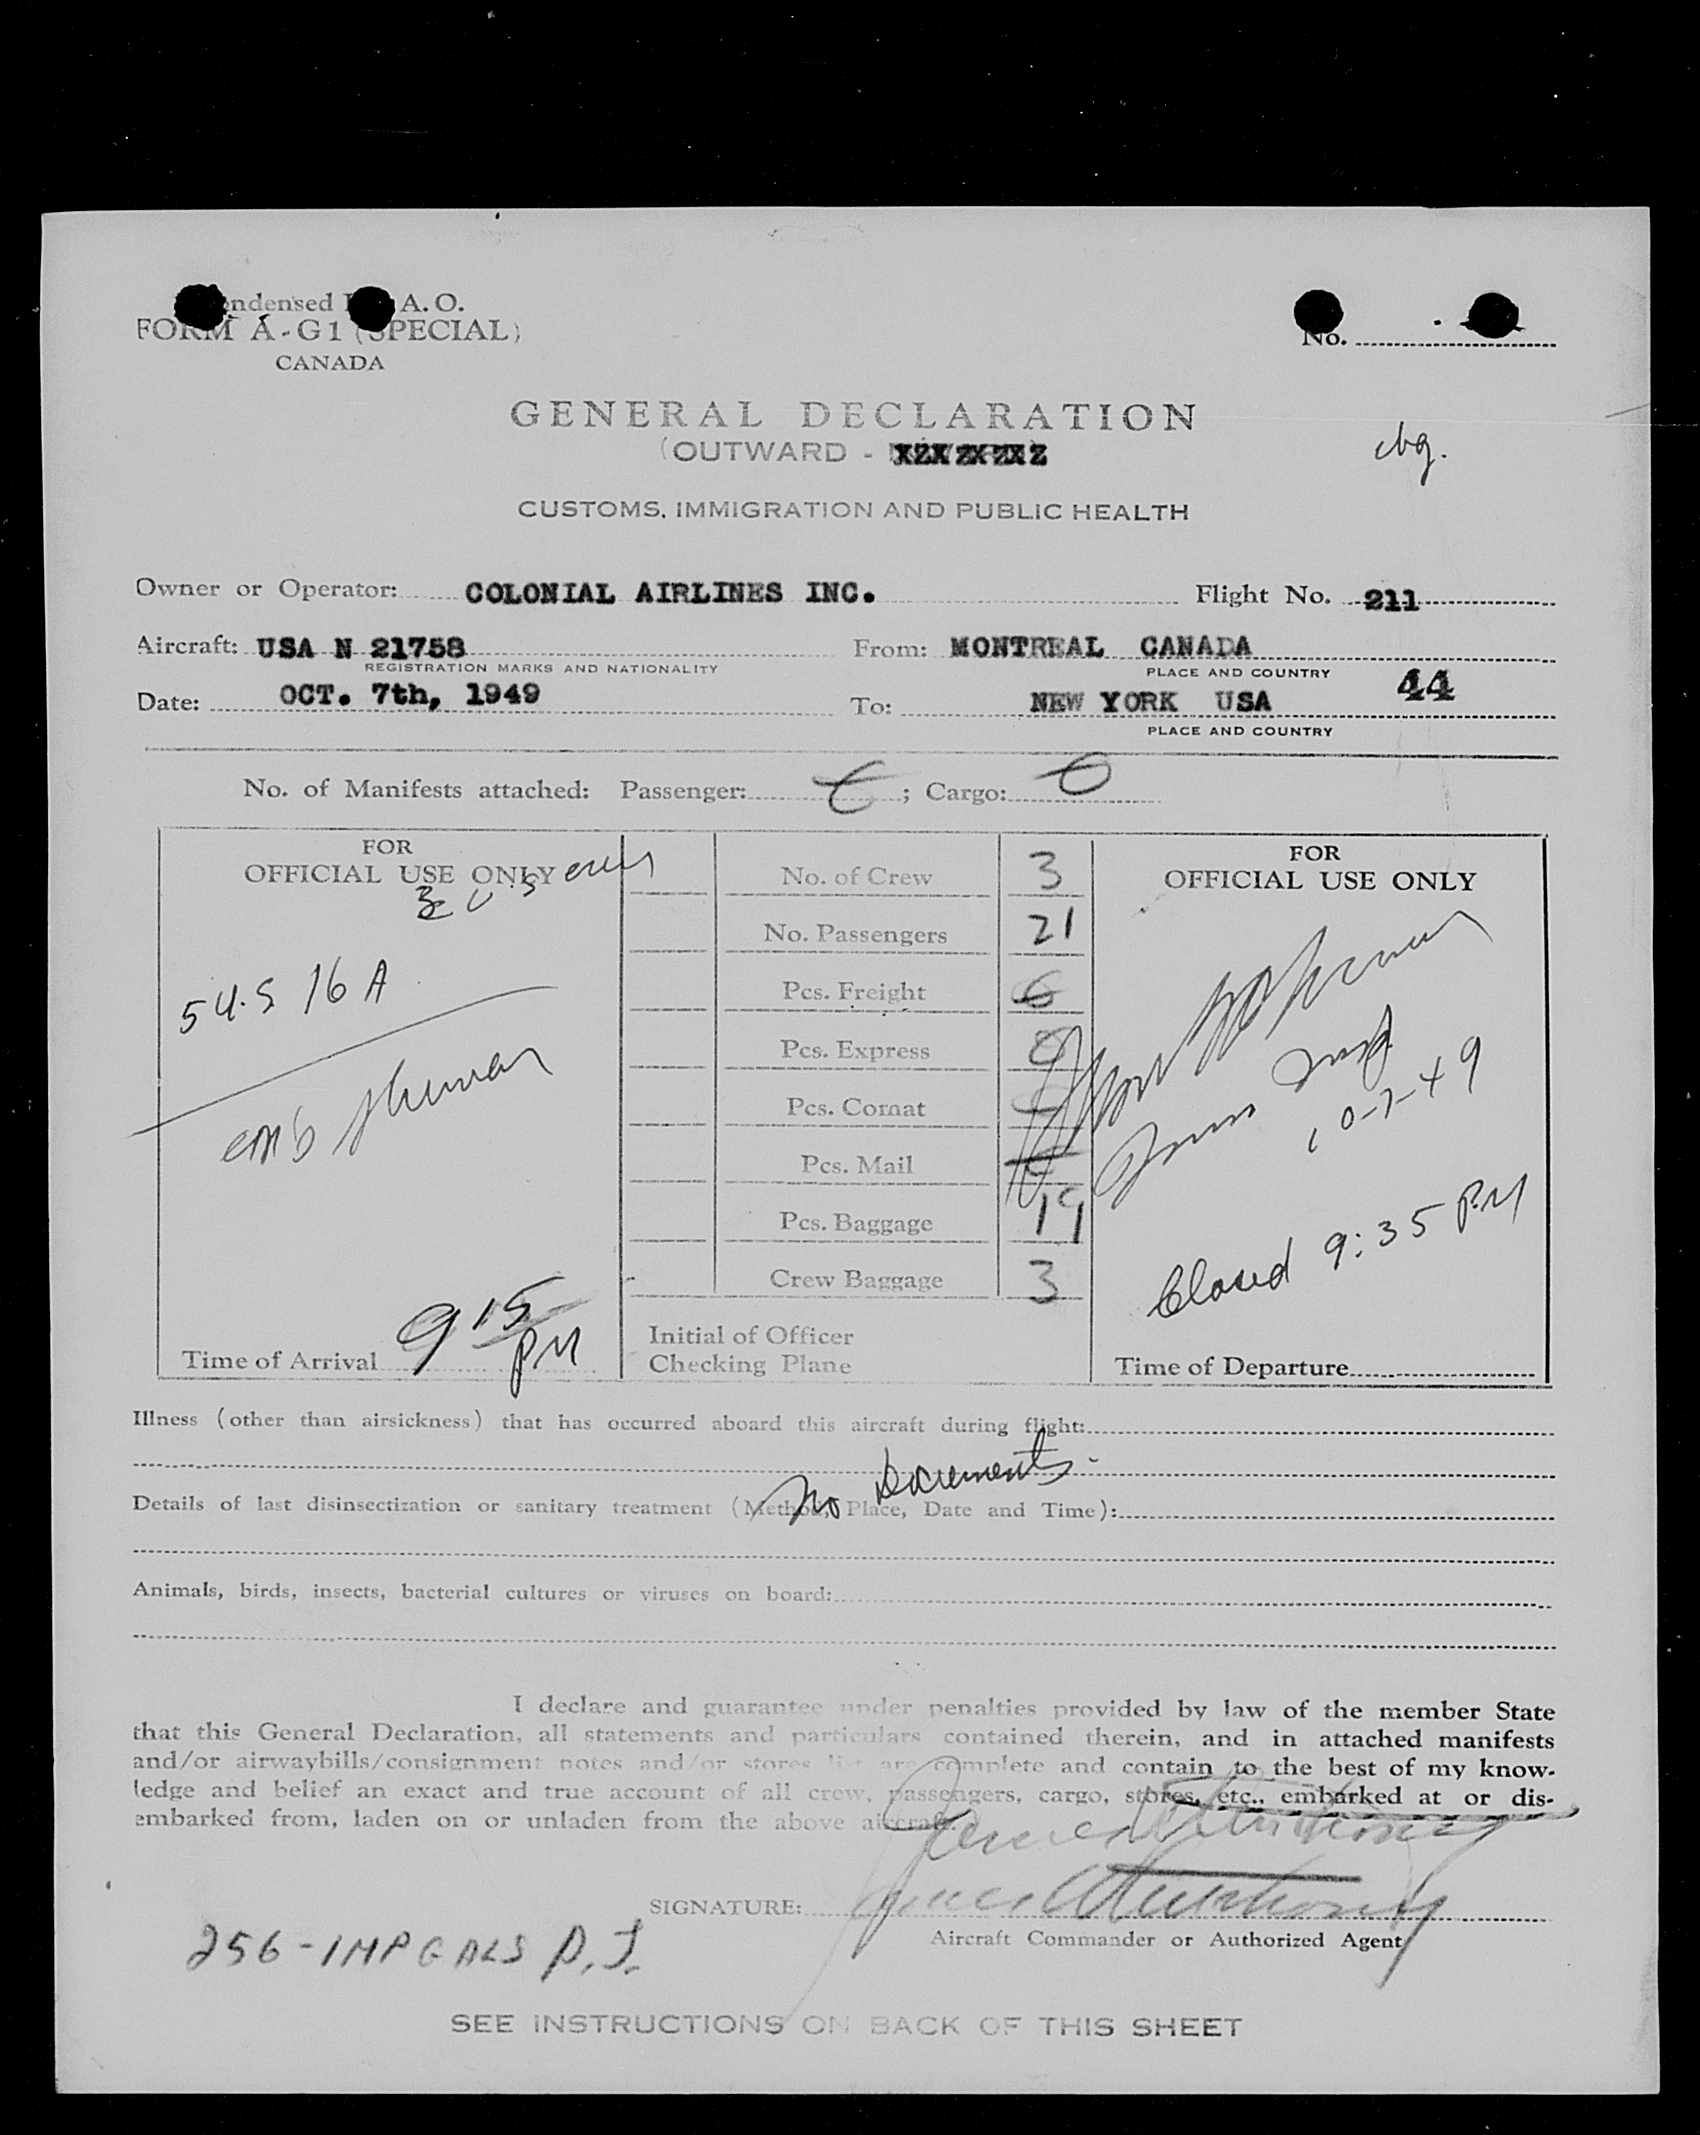 ndensed A. O.
FORM A-G1 (SPECIAL)
CANADA
No.
GENERAL DECLARATION
(OUTWARD -
CUSTOMS, IMMIGRATION AND PUBLIC HEALTH
Owner or Operator: COLONIAL AIRLINES INC. Flight No. 211
Aircraft: USA N 21758 From: MONTREAL CANADA
REGISTRATION MARKS AND NATIONALITY PLACE AND COUNTRY
Date: OCT. 7th, 1949 To: NEW YORK USA 44
PLACE AND COUNTRY
No. of Manifests attached: Passenger: ; Cargo: 0
FOR
OFFICIAL USE ONLY
3 U S crew
5 U.S 16 A
Time of Arrival 9 15 PM
No. of Crew 3
No. Passengers 21
Pcs. Freight
Pcs. Express 0
Pcs. Comat
Pcs. Mail
Pcs. Baggage 19
Crew Baggage 3
Initial of Officer
Checking Plane
FOR
OFFICIAL USE ONLY
10-7-49
Closed 9:35 PM
Time of Departure
Illness (other than airsickness) that has occurred aboard this aircraft during flight:
No Documents -
Details of last disinsectization or sanitary treatment (Method, Place, Date and Time):
Animals, birds, insects, bacterial cultures or viruses on board:
I declare and guarantee under penalties provided by law of the member State
that this General Declaration, all statements and particulars contained therein, and in attached manifests
and/or airwaybills/consignment notes and/or stores list are complete and contain to the best of my know-
ledge and belief an exact and true account of all crew, passengers, cargo, stores, etc., embarked at or dis-
embarked from, laden on or unladen from the above aircraft.
SIGNATURE:
Aircraft Commander or Authorized Agent
256-IMP GALS
SEE INSTRUCTIONS ON BACK OF THIS SHEET